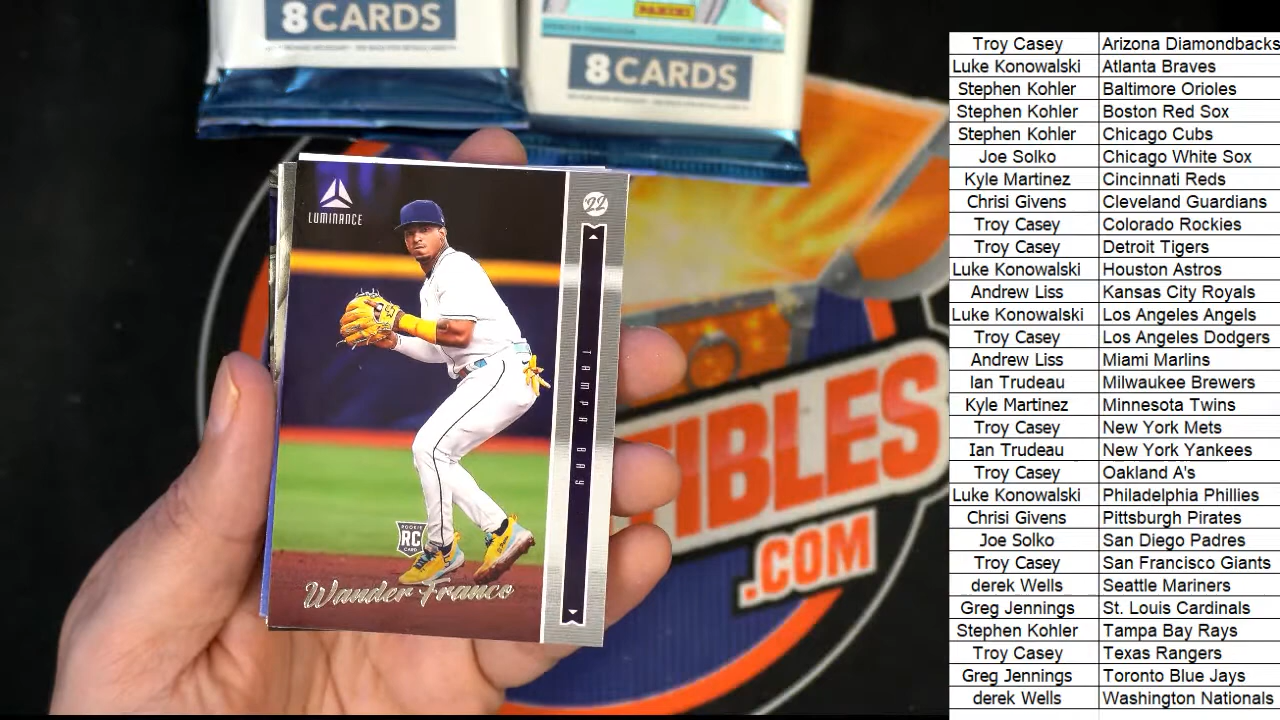 8 CARDS
PANINI
8 CARDS
LUMINANCE
'22
TAMPA BAY
ROOKIE
RC
CARD
Wander Franco
TIBLES
.COM
Troy Casey Arizona Diamondbacks
Luke Konowalski Atlanta Braves
Stephen Kohler Baltimore Orioles
Stephen Kohler Boston Red Sox
Stephen Kohler Chicago Cubs
Joe Solko Chicago White Sox
Kyle Martinez Cincinnati Reds
Chrisi Givens Cleveland Guardians
Troy Casey Colorado Rockies
Troy Casey Detroit Tigers
Luke Konowalski Houston Astros
Andrew Liss Kansas City Royals
Luke Konowalski Los Angeles Angels
Troy Casey Los Angeles Dodgers
Andrew Liss Miami Marlins
Ian Trudeau Milwaukee Brewers
Kyle Martinez Minnesota Twins
Troy Casey New York Mets
Ian Trudeau New York Yankees
Troy Casey Oakland A's
Luke Konowalski Philadelphia Phillies
Chrisi Givens Pittsburgh Pirates
Joe Solko San Diego Padres
Troy Casey San Francisco Giants
derek Wells Seattle Mariners
Greg Jennings St. Louis Cardinals
Stephen Kohler Tampa Bay Rays
Troy Casey Texas Rangers
Greg Jennings Toronto Blue Jays
derek Wells Washington Nationals